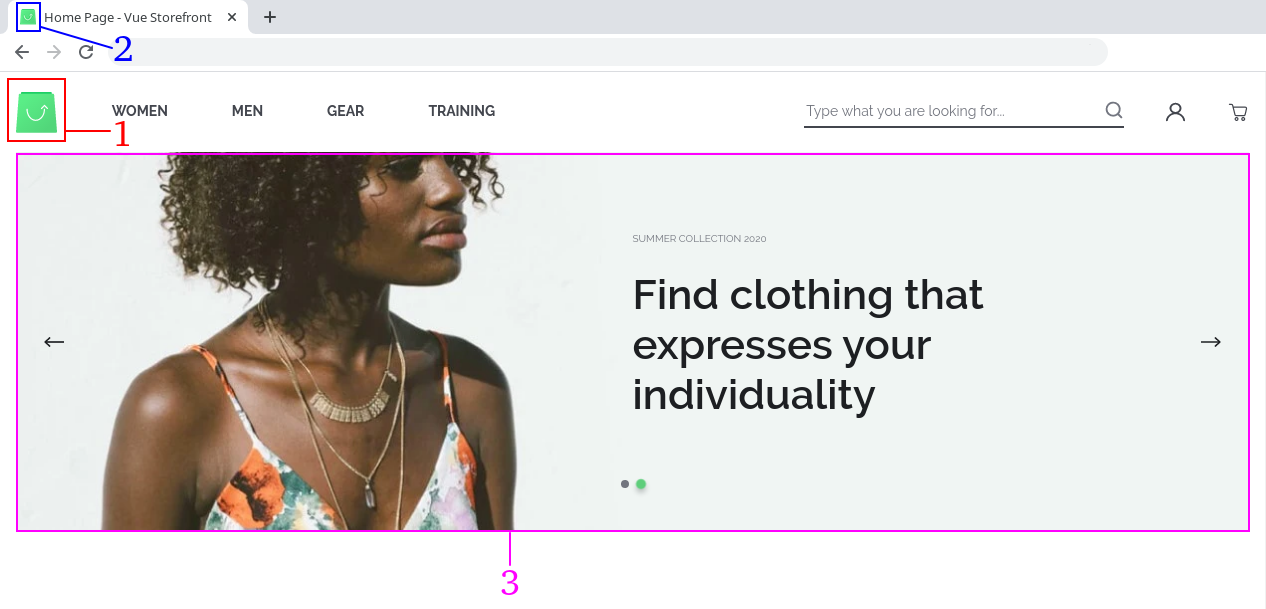 Home Page - Vue Storefront
2
WOMEN MEN GEAR TRAINING Type what you are looking for...
1
SUMMER COLLECTION 2020
Find clothing that
expresses your
individuality
3